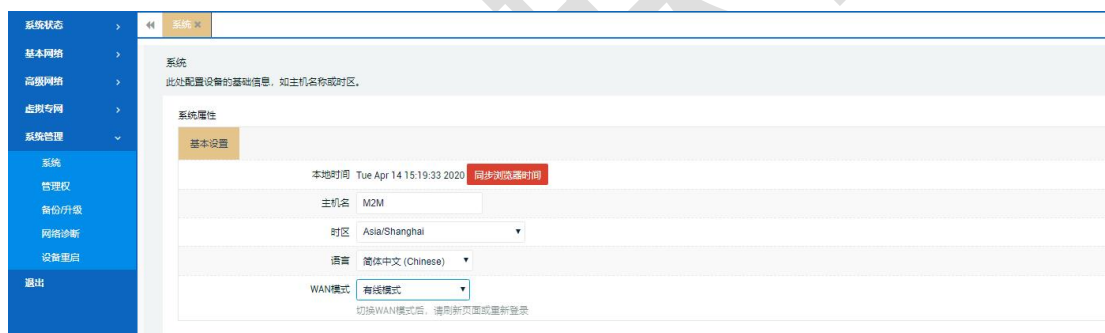 系统状态
基本网络
高级网络
虚拟专网
系统管理
系统
管理权
备份/升级
网络诊断
设备重启
退出
系统
系统
此处配置设备的基础信息，如主机名称或时区。
系统属性
基本设置
本地时间 Tue Apr 14 15:19:33 2020 同步浏览器时间
主机名 M2M
时区 Asia/Shanghai
语言 简体中文 (Chinese)
WAN模式 有线模式
切换WAN模式后，请刷新页面或重新登录